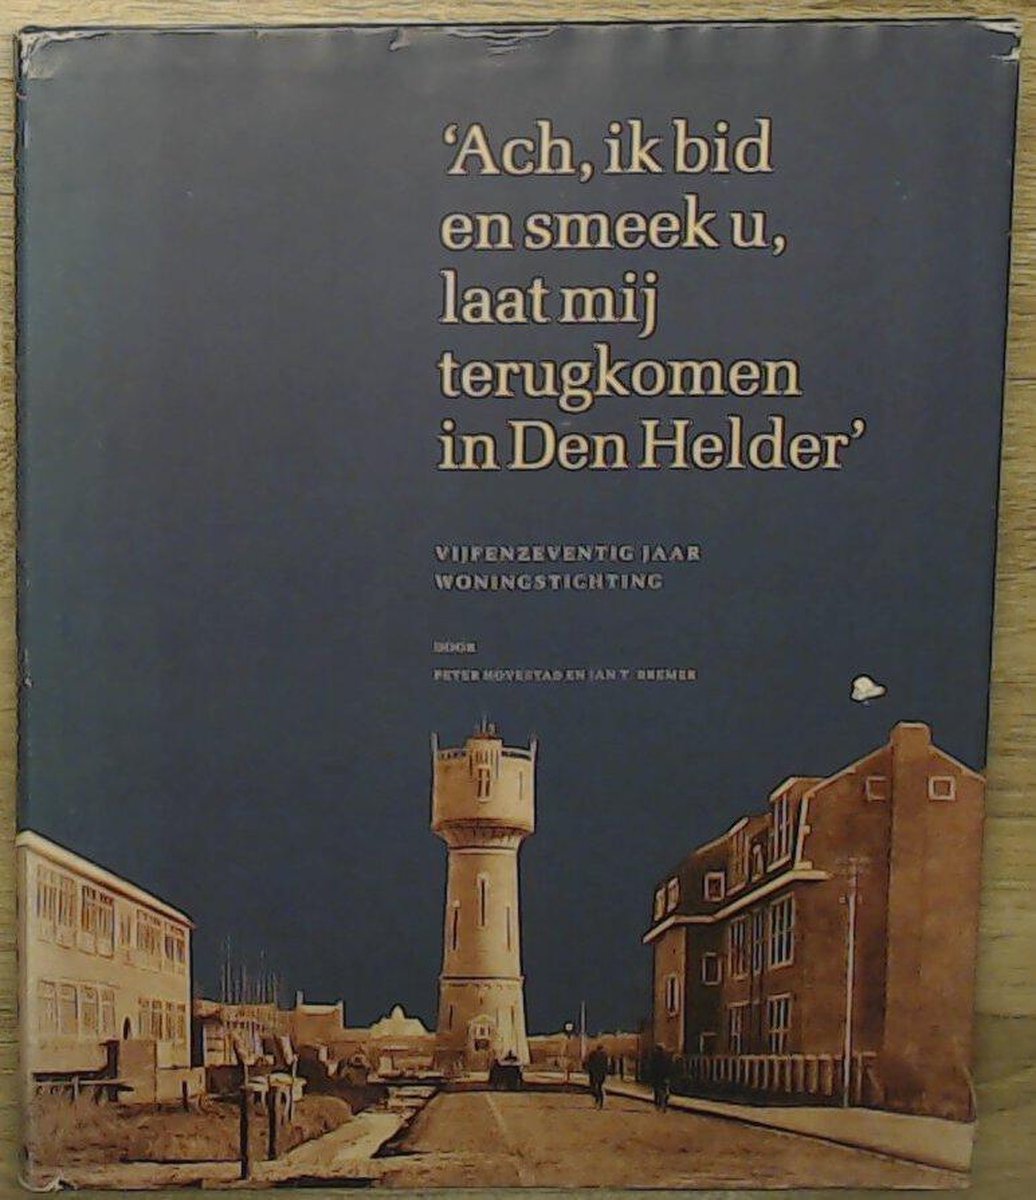 ‘Ach, ik bid
en smeek u,
laat mij
terugkomen
in Den Helder’
VIJFENZEVENTIG JAAR
WONINGSTICHTING
DOOR
PETER HOVESTAD EN JAN T. BREMER